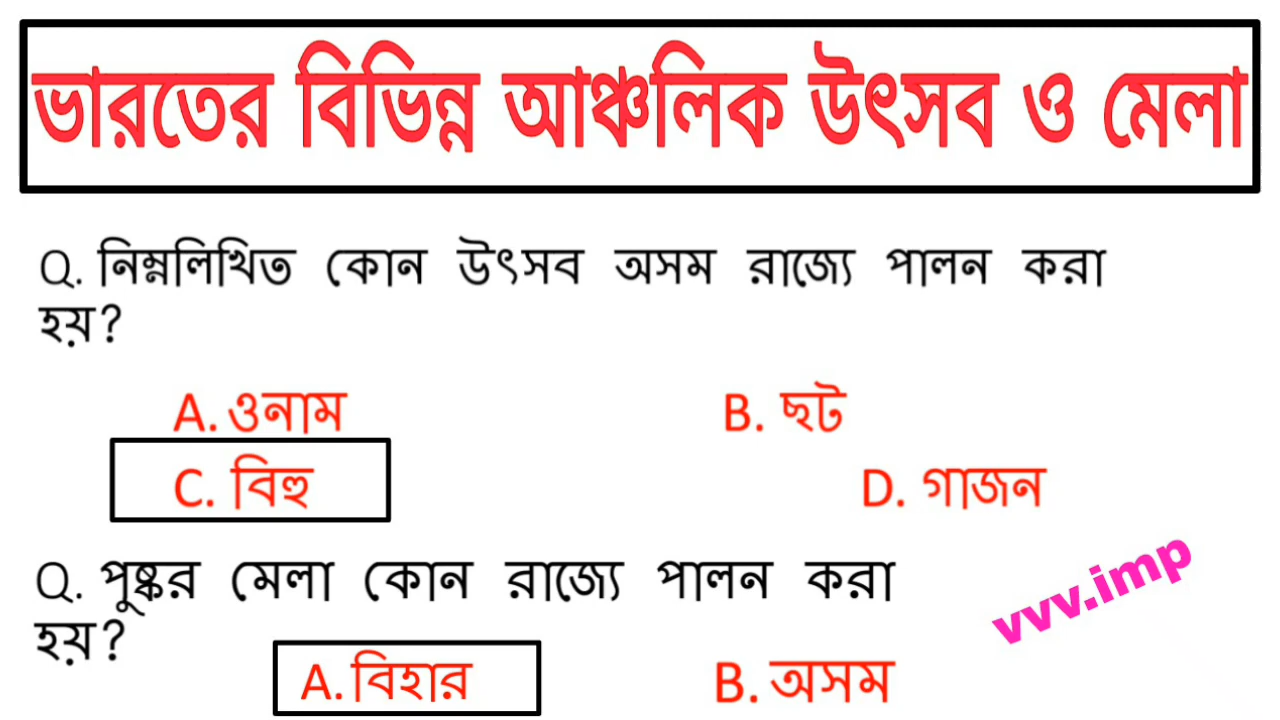 ভারতের বিভিন্ন আঞ্চলিক উৎসব ও মেলা
Q. নিম্নলিখিত কোন উৎসব অসম রাজ্যে পালন করা
হয়?
A. ওনাম B. ছট
C. বিহু D. গাজন
Q. পুষ্কর মেলা কোন রাজ্যে পালন করা
হয়?
vvv.imp
A. বিহার B. অসম